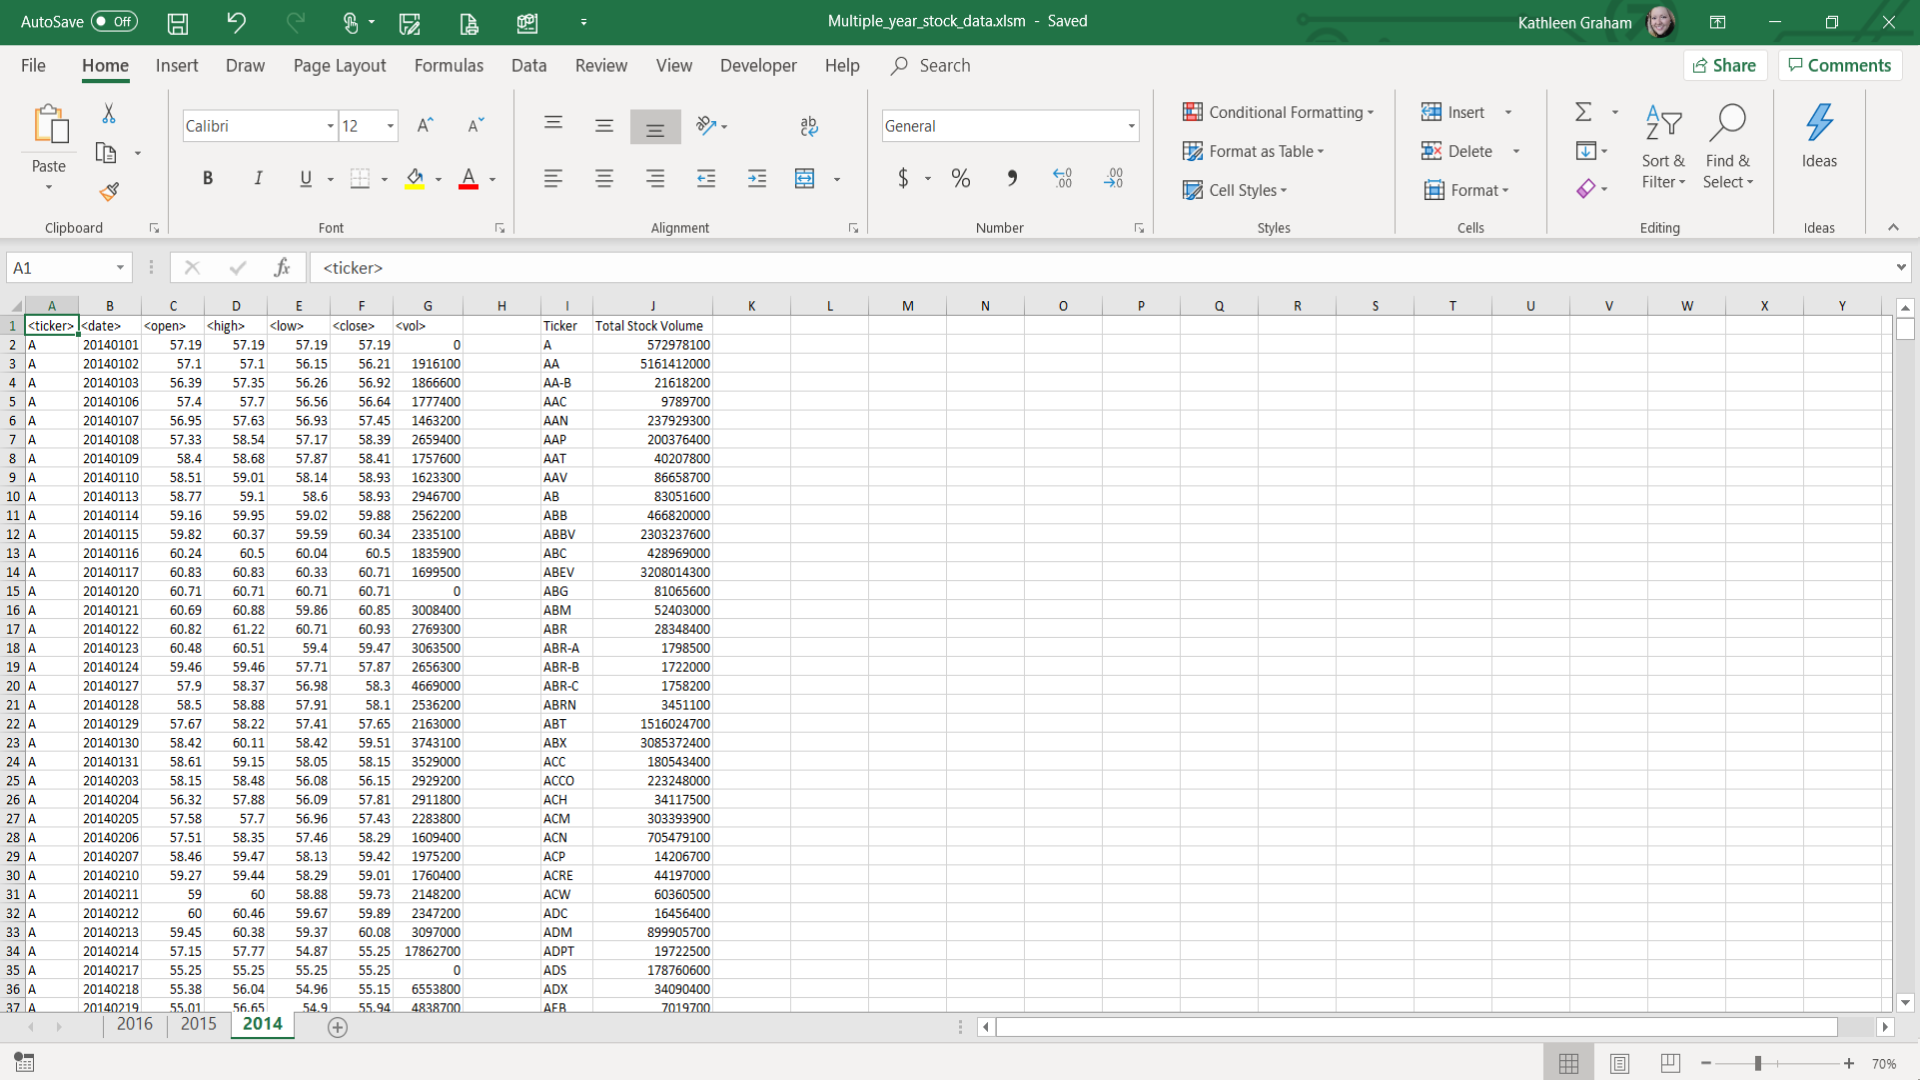 AutoSave Off Multiple_year_stock_data.xlsm - Saved Kathleen Graham
File Home Insert Draw Page Layout Formulas Data Review View Developer Help Search Share Comments
Paste
Clipboard
Calibri 12
B I U A
Font
ab
Alignment
General
$ % , .00
Number
Conditional Formatting
Format as Table
Cell Styles
Styles
Insert
Delete
Format
Cells
Sort & Filter
Find & Select
Editing
Ideas
Ideas
A1 fx <ticker>
A B C D E F G H I J K L M N O P Q R S T U V W X Y
1 <ticker> <date> <open> <high> <low> <close> <vol> Ticker Total Stock Volume
2 A 20140101 57.19 57.19 57.19 57.19 0 A 572978100
3 A 20140102 57.1 57.1 56.15 56.21 1916100 AA 5161412000
4 A 20140103 56.39 57.35 56.26 56.92 1866600 AA-B 21618200
5 A 20140106 57.4 57.7 56.56 56.64 1777400 AAC 9789700
6 A 20140107 56.95 57.63 56.93 57.45 1463200 AAN 237929300
7 A 20140108 57.33 58.54 57.17 58.39 2659400 AAP 200376400
8 A 20140109 58.4 58.68 57.87 58.41 1757600 AAT 40207800
9 A 20140110 58.51 59.01 58.14 58.93 1623300 AAV 86658700
10 A 20140113 58.77 59.1 58.6 58.93 2946700 AB 83051600
11 A 20140114 59.16 59.95 59.02 59.88 2562200 ABB 466820000
12 A 20140115 59.82 60.37 59.59 60.34 2335100 ABBV 2303237600
13 A 20140116 60.24 60.5 60.04 60.5 1835900 ABC 428969000
14 A 20140117 60.83 60.83 60.33 60.71 1699500 ABEV 3208014300
15 A 20140120 60.71 60.71 60.71 60.71 0 ABG 81065600
16 A 20140121 60.69 60.88 59.86 60.85 3008400 ABM 52403000
17 A 20140122 60.82 61.22 60.71 60.93 2769300 ABR 28348400
18 A 20140123 60.48 60.51 59.4 59.47 3063500 ABR-A 1798500
19 A 20140124 59.46 59.46 57.71 57.87 2656300 ABR-B 1722000
20 A 20140127 57.9 58.37 56.98 58.3 4669000 ABR-C 1758200
21 A 20140128 58.5 58.88 57.91 58.1 2536200 ABRN 3451100
22 A 20140129 57.67 58.22 57.41 57.65 2163000 ABT 1516024700
23 A 20140130 58.42 60.11 58.42 59.51 3743100 ABX 3085372400
24 A 20140131 58.61 59.15 58.05 58.15 3529000 ACC 180543400
25 A 20140203 58.15 58.48 56.08 56.15 2929200 ACCO 223248000
26 A 20140204 56.32 57.88 56.09 57.81 2911800 ACH 34117500
27 A 20140205 57.58 57.7 56.96 57.43 2283800 ACM 303393900
28 A 20140206 57.51 58.35 57.46 58.29 1609400 ACN 705479100
29 A 20140207 58.46 59.47 58.13 59.42 1975200 ACP 14206700
30 A 20140210 59.27 59.44 58.29 59.01 1760400 ACRE 44197000
31 A 20140211 59 60 58.88 59.73 2148200 ACW 60360500
32 A 20140212 60 60.46 59.67 59.89 2347200 ADC 16456400
33 A 20140213 59.45 60.38 59.37 60.08 3097000 ADM 899905700
34 A 20140214 57.15 57.77 54.87 55.25 17862700 ADPT 19722500
35 A 20140217 55.25 55.25 55.25 55.25 0 ADS 178760600
36 A 20140218 55.38 56.04 54.96 55.15 6553800 ADX 34090400
37 A 20140219 55.01 56.65 54.9 55.94 4838700 AEB 7019700
2016 2015 2014
70%